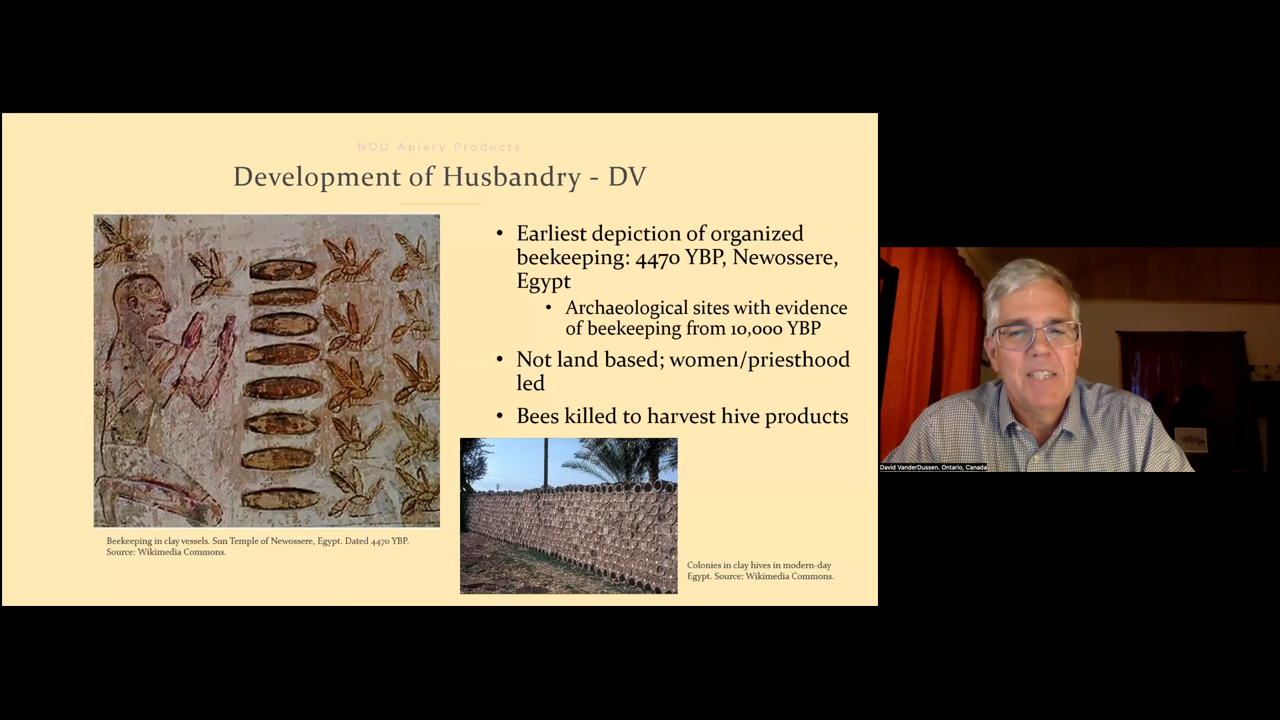 NOD Apiary Products
Development of Husbandry - DV
• Earliest depiction of organized
beekeeping: 4470 YBP, Newossere,
Egypt
• Archaeological sites with evidence
of beekeeping from 10,000 YBP
• Not land based; women/priesthood
led
• Bees killed to harvest hive products
Beekeeping in clay vessels. Sun Temple of Newossere, Egypt. Dated 4470 YBP.
Source: Wikimedia Commons.
Colonies in clay hives in modern-day
Egypt. Source: Wikimedia Commons.
David VanderDussen, Ontario, Canada